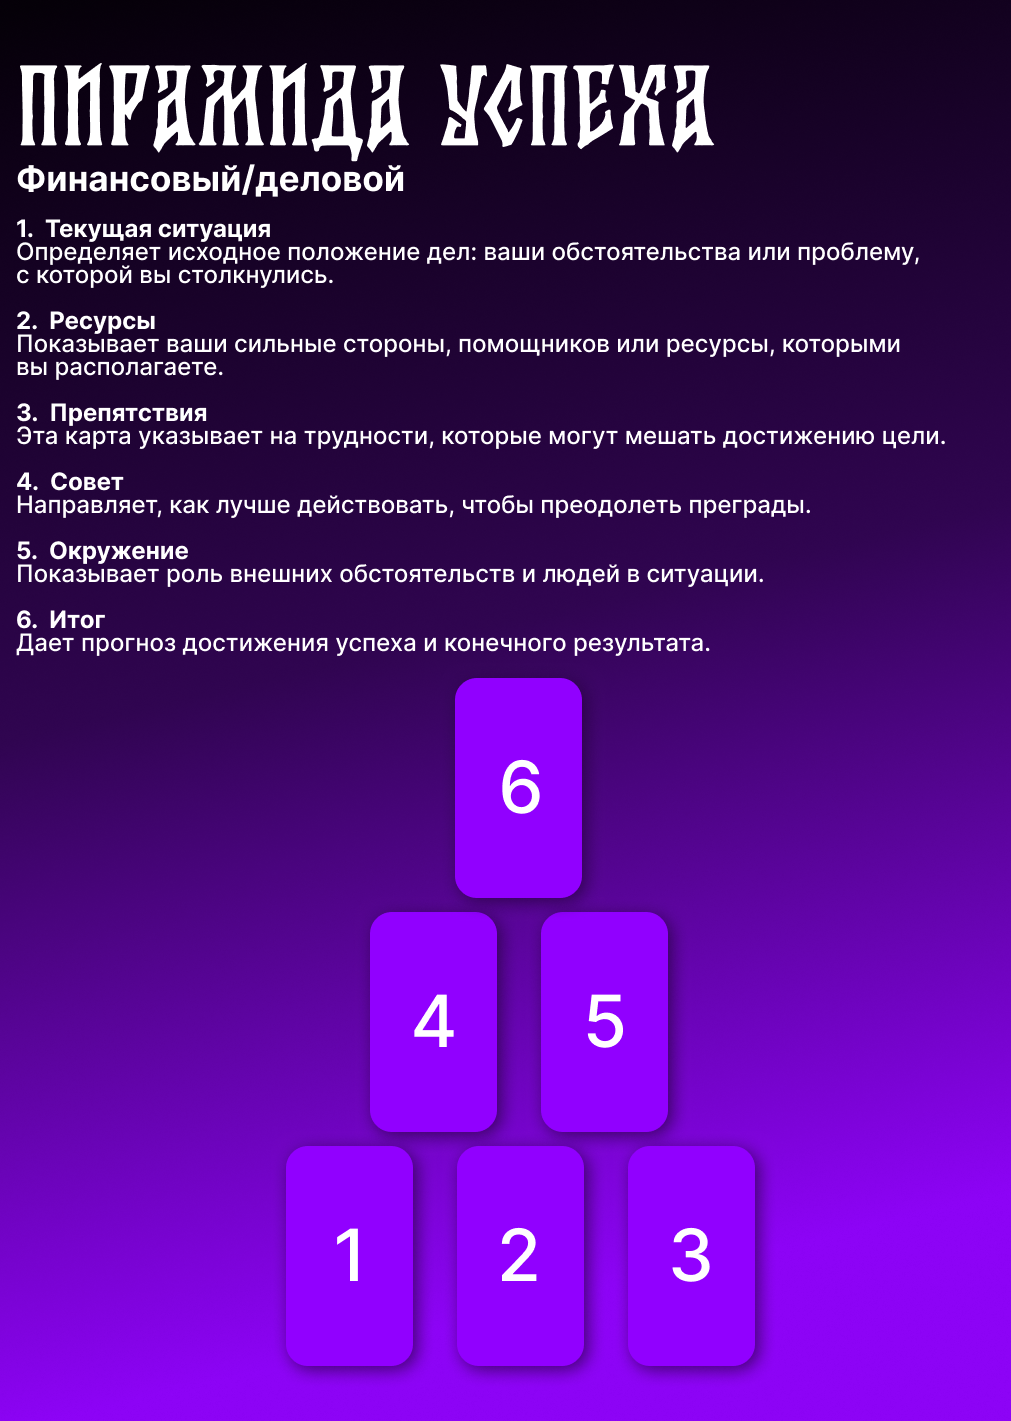 ПИРАМИДА УСПЕХА
Финансовый/деловой
1. Текущая ситуация
Определяет исходное положение дел: ваши обстоятельства или проблему,
с которой вы столкнулись.
2. Ресурсы
Показывает ваши сильные стороны, помощников или ресурсы, которыми
вы располагаете.
3. Препятствия
Эта карта указывает на трудности, которые могут мешать достижению цели.
4. Совет
Направляет, как лучше действовать, чтобы преодолеть преграды.
5. Окружение
Показывает роль внешних обстоятельств и людей в ситуации.
6. Итог
Дает прогноз достижения успеха и конечного результата.
6
4 5
1 2 3